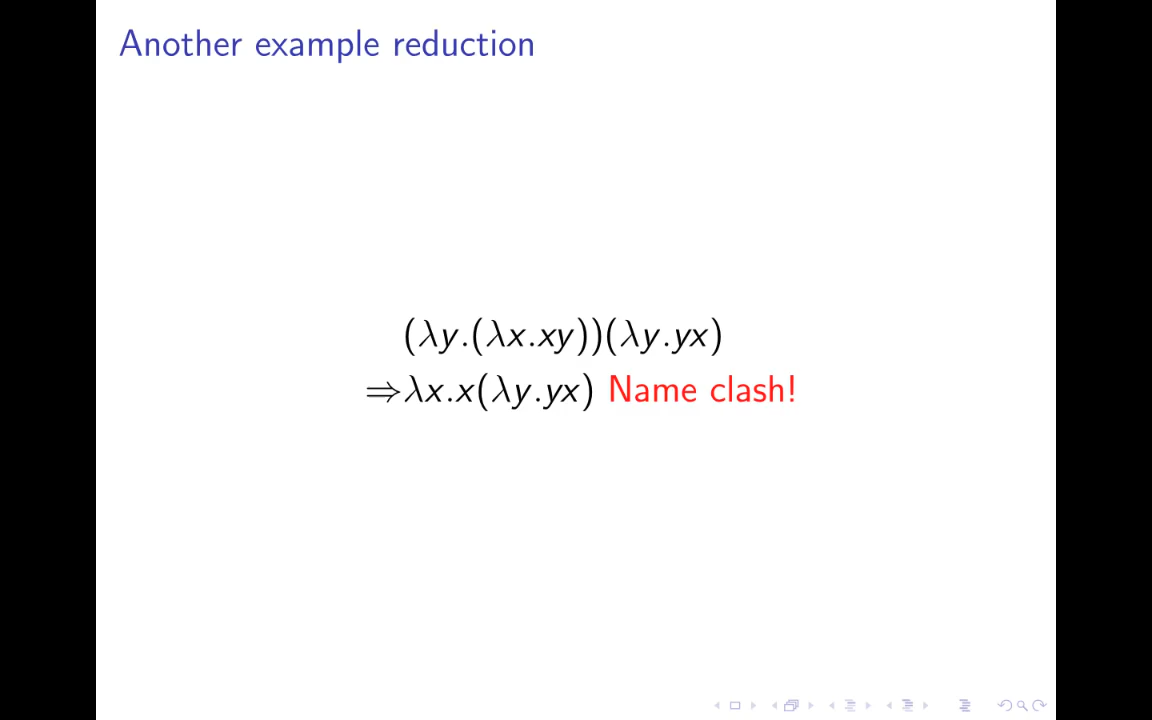 Another example reduction
(λy.(λx.xy))(λy.yx)
⇒λx.x(λy.yx) Name clash!